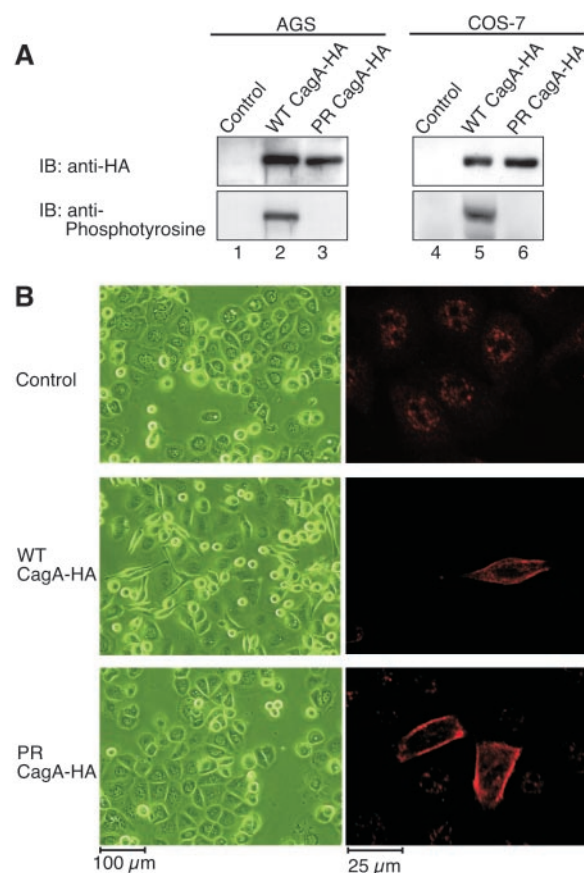 AGS
COS-7
A
Control
WT CagA-HA
PR CagA-HA
Control
WT CagA-HA
PR CagA-HA
IB: anti-HA
IB: anti-
Phosphotyrosine
1 2 3 4 5 6
B
Control
WT
CagA-HA
PR
CagA-HA
100 µm
25 µm